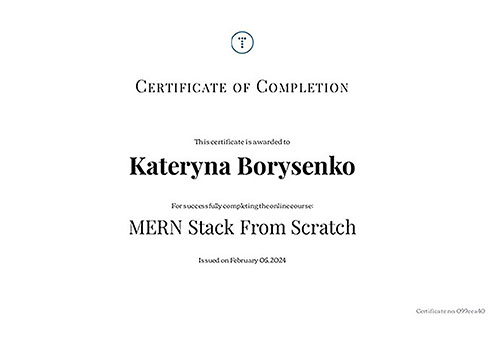 Certificate of Completion
This certificate is awarded to
Kateryna Borysenko
For successfully completing the online course:
MERN Stack From Scratch
Issued on February 05, 2024
Certificate no. 099eea40